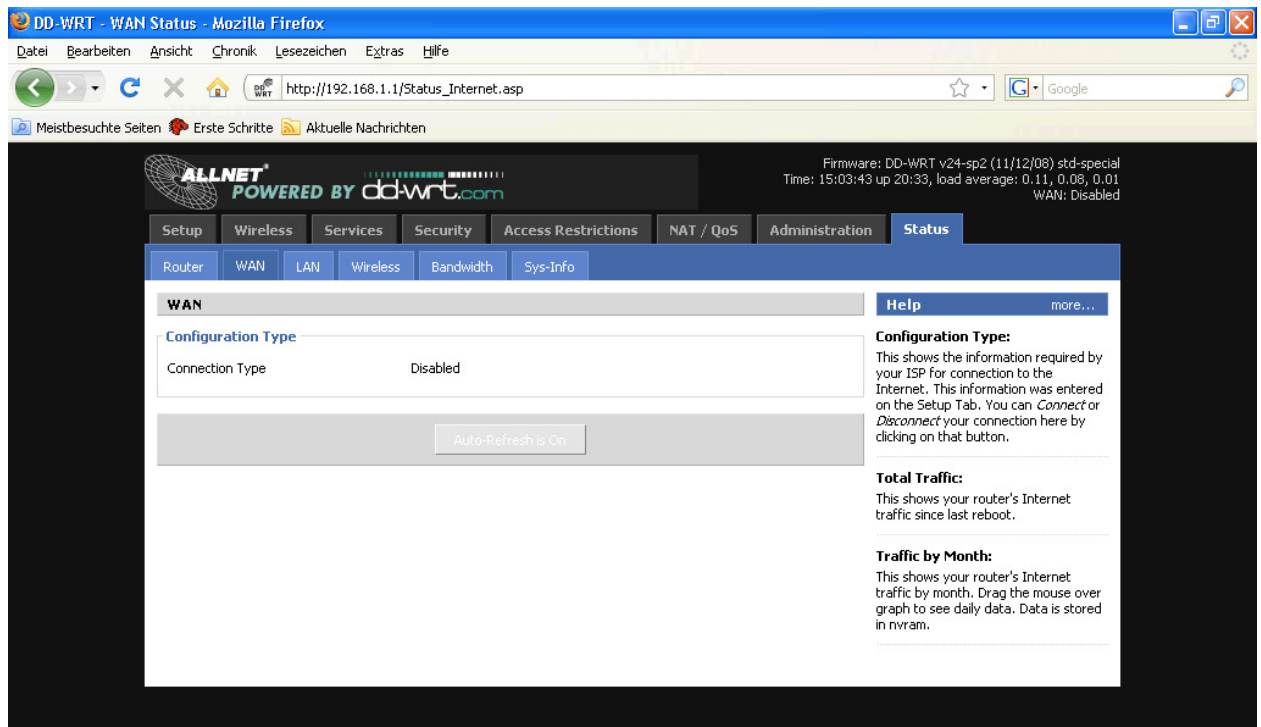 DD-WRT - WAN Status - Mozilla Firefox
Datei Bearbeiten Ansicht Chronik Lesezeichen Extras Hilfe
DD WRT http://192.168.1.1/Status_Internet.asp G Google
Meistbesuchte Seiten Erste Schritte Aktuelle Nachrichten
ALLNET
POWERED BY dd-wrt.com
Firmware: DD-WRT v24-sp2 (11/12/08) std-special
Time: 15:03:43 up 20:33, load average: 0.11, 0.08, 0.01
WAN: Disabled
Setup Wireless Services Security Access Restrictions NAT / QoS Administration Status
Router WAN LAN Wireless Bandwidth Sys-Info
WAN
Configuration Type
Connection Type Disabled
Auto-Refresh is On
Help more...
Configuration Type:
This shows the information required by
your ISP for connection to the
Internet. This information was entered
on the Setup Tab. You can Connect or
Disconnect your connection here by
clicking on that button.
Total Traffic:
This shows your router's Internet
traffic since last reboot.
Traffic by Month:
This shows your router's Internet
traffic by month. Drag the mouse over
graph to see daily data. Data is stored
in nvram.